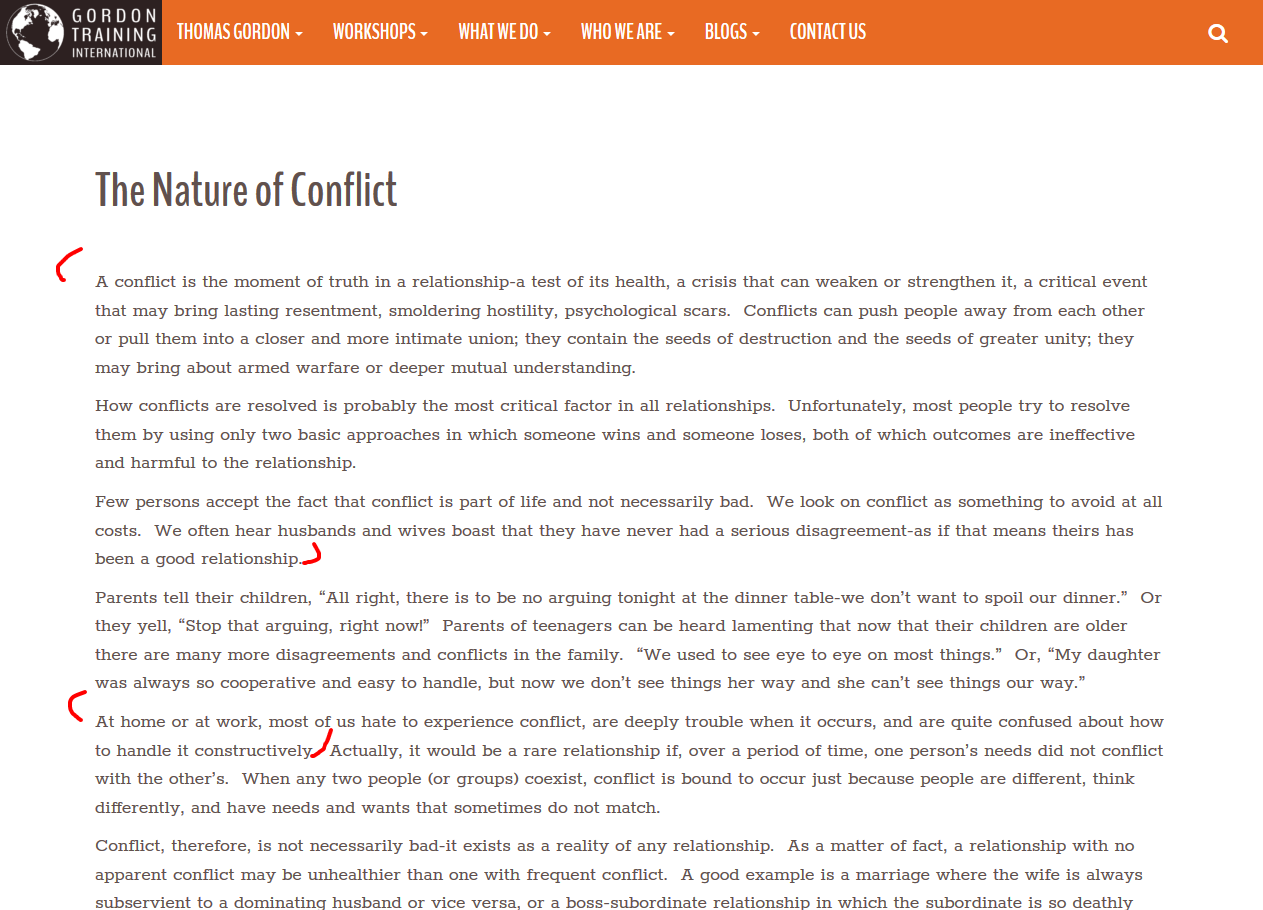 GORDON
TRAINING
INTERNATIONAL
THOMAS GORDON
WORKSHOPS
WHAT WE DO
WHO WE ARE
BLOGS
CONTACT US
The Nature of Conflict
A conflict is the moment of truth in a relationship-a test of its health, a crisis that can weaken or strengthen it, a critical event
that may bring lasting resentment, smoldering hostility, psychological scars.  Conflicts can push people away from each other
or pull them into a closer and more intimate union; they contain the seeds of destruction and the seeds of greater unity; they
may bring about armed warfare or deeper mutual understanding.
How conflicts are resolved is probably the most critical factor in all relationships.  Unfortunately, most people try to resolve
them by using only two basic approaches in which someone wins and someone loses, both of which outcomes are ineffective
and harmful to the relationship.
Few persons accept the fact that conflict is part of life and not necessarily bad.  We look on conflict as something to avoid at all
costs.  We often hear husbands and wives boast that they have never had a serious disagreement-as if that means theirs has
been a good relationship.
Parents tell their children, “All right, there is to be no arguing tonight at the dinner table-we don’t want to spoil our dinner.”  Or
they yell, “Stop that arguing, right now!”  Parents of teenagers can be heard lamenting that now that their children are older
there are many more disagreements and conflicts in the family.  “We used to see eye to eye on most things.”  Or, “My daughter
was always so cooperative and easy to handle, but now we don’t see things her way and she can’t see things our way.”
At home or at work, most of us hate to experience conflict, are deeply trouble when it occurs, and are quite confused about how
to handle it constructively.  Actually, it would be a rare relationship if, over a period of time, one person’s needs did not conflict
with the other’s.  When any two people (or groups) coexist, conflict is bound to occur just because people are different, think
differently, and have needs and wants that sometimes do not match.
Conflict, therefore, is not necessarily bad-it exists as a reality of any relationship.  As a matter of fact, a relationship with no
apparent conflict may be unhealthier than one with frequent conflict.  A good example is a marriage where the wife is always
subservient to a dominating husband or vice versa, or a boss-subordinate relationship in which the subordinate is so deathly